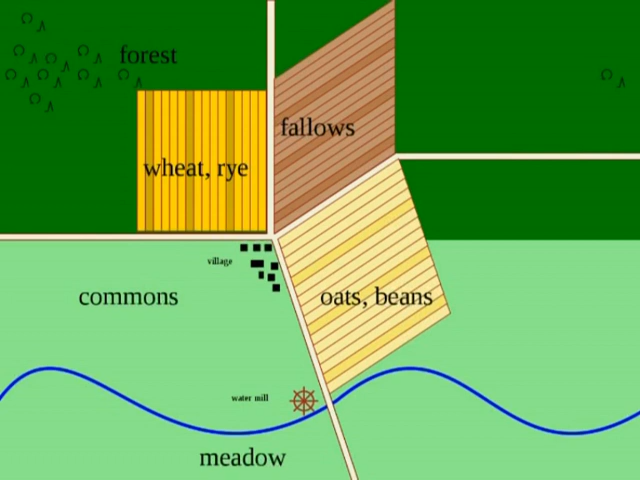 forest
fallows
wheat, rye
village
commons
oats, beans
water mill
meadow